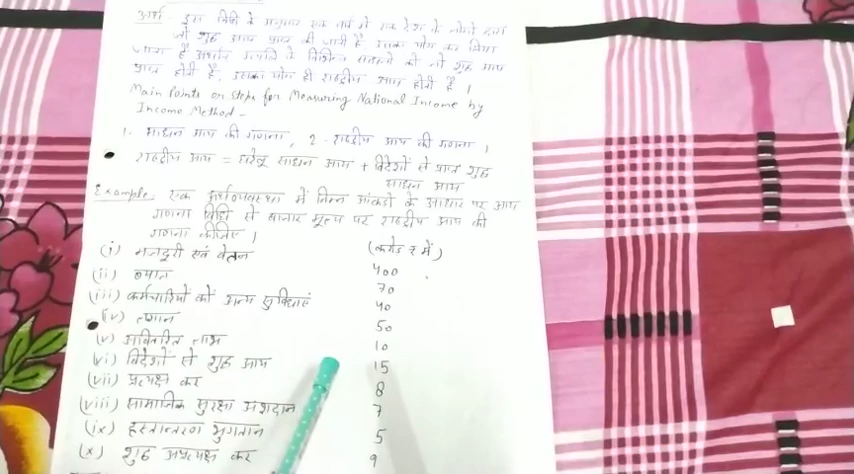 अर्थ - इस विधि के अनुसार एक वर्ष में एक देश के लोगों द्वारा
जो शुद्ध आय प्राप्त की जाती है, उसका योग कर लिया
जाता है अर्थात उत्पत्ति के विभिन्न साधनों को जो शुद्ध आय
प्राप्त होती है, उसका योग ही राष्ट्रीय आय होती है।
Main Points or Steps for Measuring National Income by
Income Method -
1. साधन आय की गणना, 2 - राष्ट्रीय आय की गणना।
राष्ट्रीय आय = घरेलू साधन आय + विदेशों से प्राप्त शुद्ध
साधन आय
Example: एक अर्थव्यवस्था में निम्न आंकड़ों के आधार पर आय
गणना विधि से बाजार मूल्य पर राष्ट्रीय आय की
गणना कीजिए।
(करोड़ ₹ में)
(i) मजदूरी एवं वेतन 400
(ii) ब्याज 70
(iii) कर्मचारियों को अन्य सुविधाएं 40
(iv) लगान 50
(v) अवितरित लाभ 10
(vi) विदेशों से शुद्ध आय 15
(vii) प्रत्यक्ष कर 8
(viii) सामाजिक सुरक्षा अंशदान 7
(ix) हस्तान्तरण भुगतान 5
(x) शुद्ध अप्रत्यक्ष कर 9